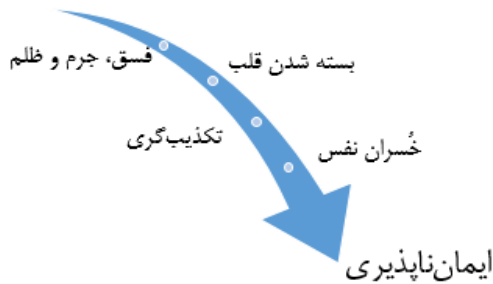 فسق، جرم و ظلم
بسته شدن قلب
تکذیب‌گری
خُسران نفس
ایمان‌ناپذیری